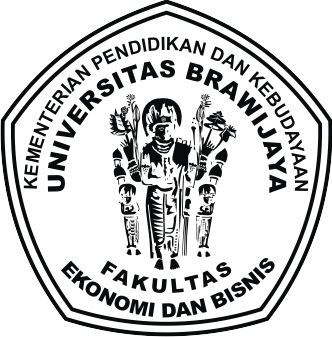 KEMENTERIAN PENDIDIKAN DAN KEBUDAYAAN
UNIVERSITAS BRAWIJAYA
FAKULTAS
EKONOMI DAN BISNIS